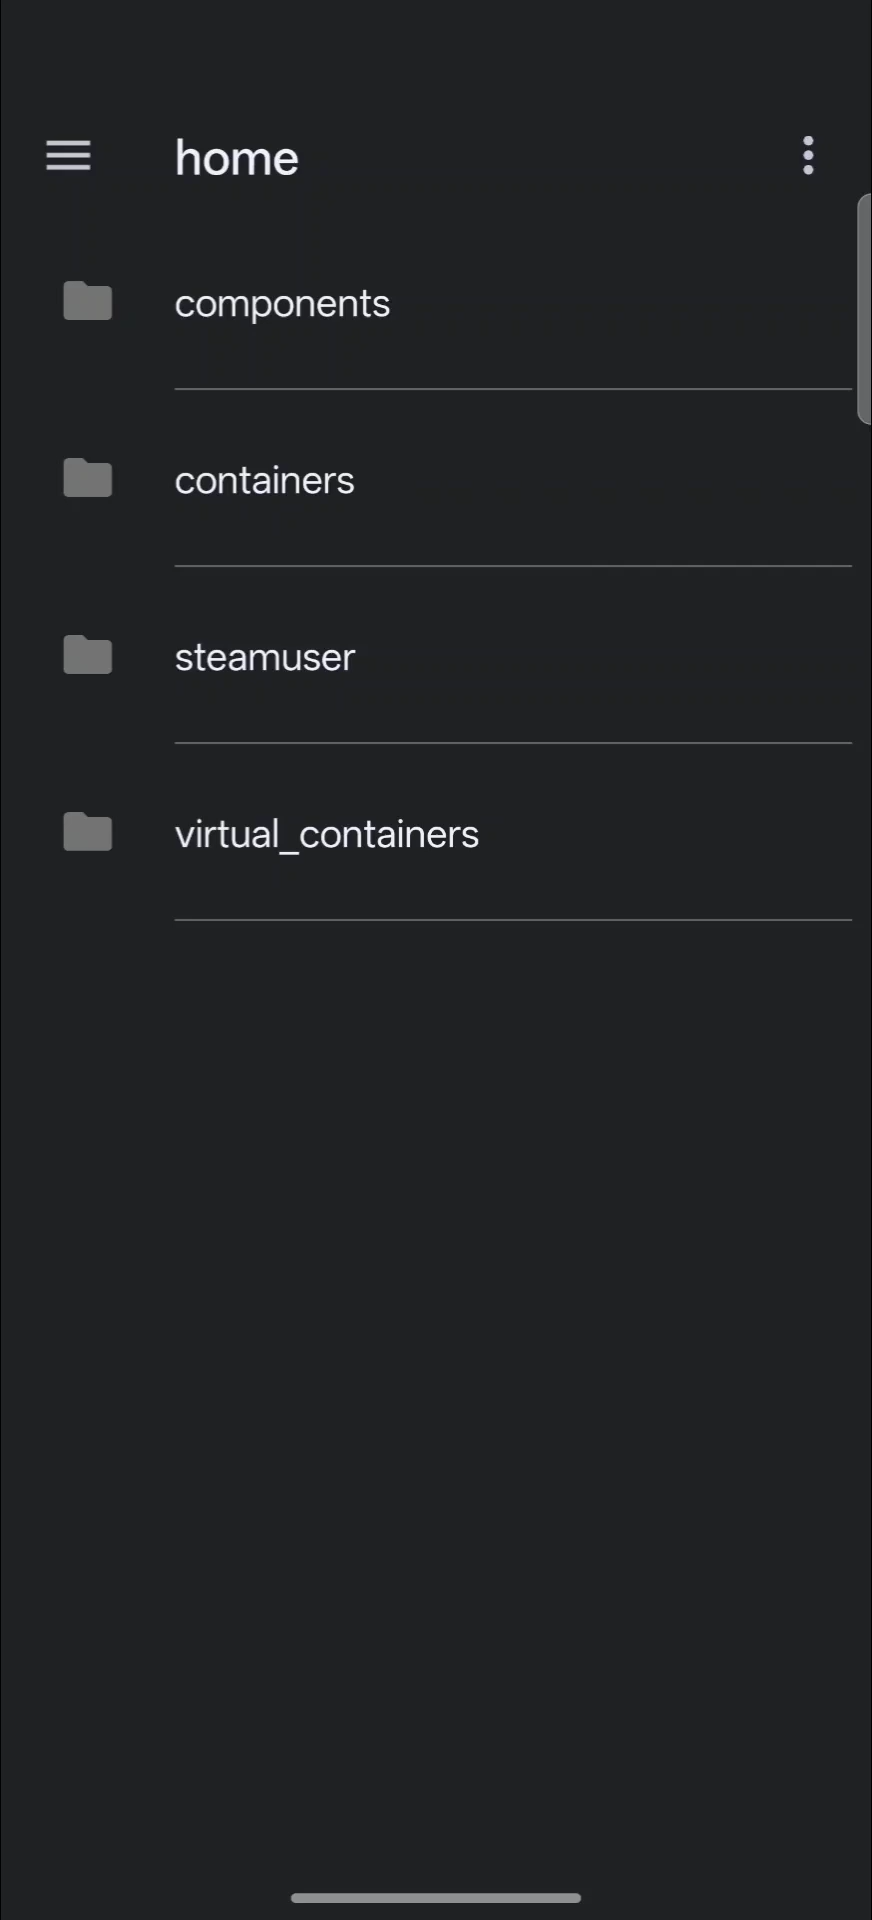 home
components
containers
steamuser
virtual_containers